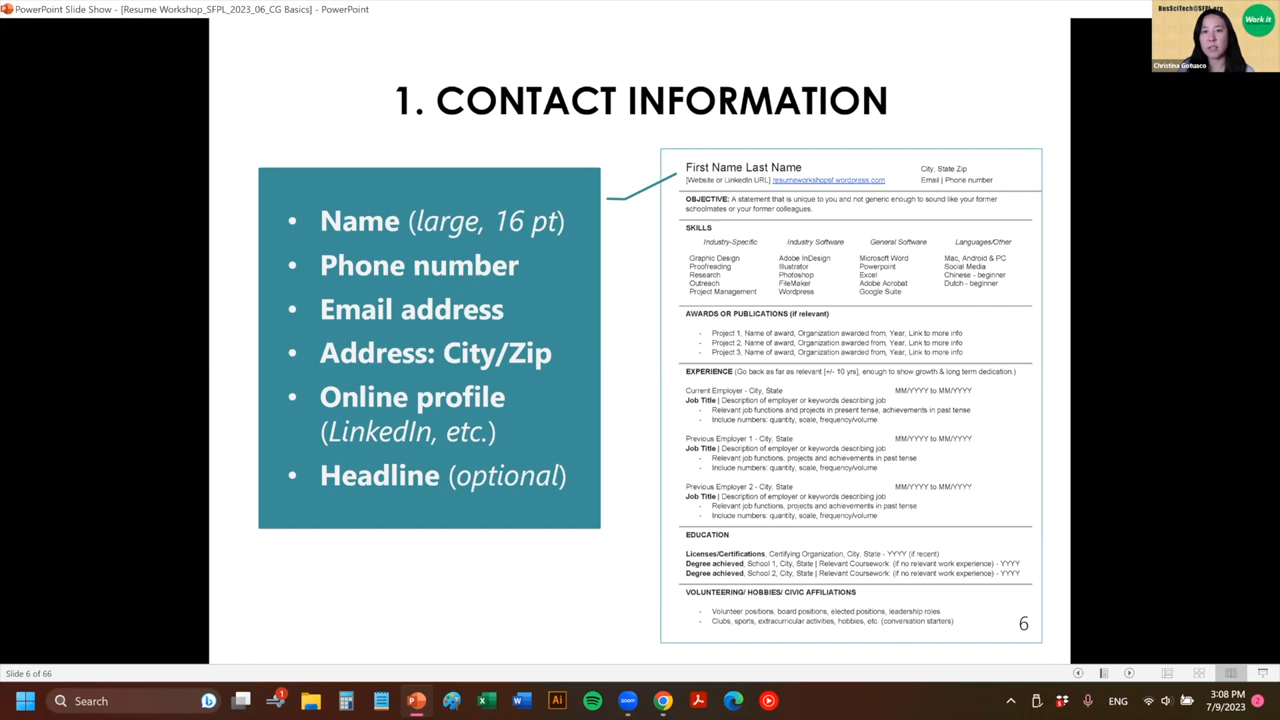 PowerPoint Slide Show - [Resume Workshop_SFPL_2023_06_CG Basics] - PowerPoint
BusSciTech@SFPL.org
Work it
Christina Gotuaco
1. CONTACT INFORMATION
• Name (large, 16 pt)
• Phone number
• Email address
• Address: City/Zip
• Online profile
(LinkedIn, etc.)
• Headline (optional)
First Name Last Name City, State Zip
[Website or LinkedIn URL] resumeworkshopsf.wordpress.com Email | Phone number
OBJECTIVE: A statement that is unique to you and not generic enough to sound like your former
schoolmates or your former colleagues.
SKILLS
Industry-Specific Industry Software General Software Languages/Other
Graphic Design Adobe InDesign Microsoft Word Mac, Android & PC
Proofreading Illustrator Powerpoint Social Media
Research Photoshop Excel Chinese - beginner
Outreach FileMaker Adobe Acrobat Dutch - beginner
Project Management Wordpress Google Suite
AWARDS OR PUBLICATIONS (if relevant)
- Project 1, Name of award, Organization awarded from, Year, Link to more info
- Project 2, Name of award, Organization awarded from, Year, Link to more info
- Project 3, Name of award, Organization awarded from, Year, Link to more info
EXPERIENCE (Go back as far as relevant [+/- 10 yrs], enough to show growth & long term dedication )
Current Employer - City, State MM/YYYY to MM/YYYY
Job Title | Description of employer or keywords describing job
- Relevant job functions and projects in present tense, achievements in past tense
- Include numbers: quantity, scale, frequency/volume
Previous Employer 1 - City, State MM/YYYY to MM/YYYY
Job Title | Description of employer or keywords describing job
- Relevant job functions, projects and achievements in past tense
- Include numbers: quantity, scale, frequency/volume
Previous Employer 2 - City, State MM/YYYY to MM/YYYY
Job Title | Description of employer or keywords describing job
- Relevant job functions, projects and achievements in past tense
- Include numbers: quantity, scale, frequency/volume
EDUCATION
Licenses/Certifications, Certifying Organization, City, State - YYYY (if recent)
Degree achieved, School 1, City, State | Relevant Coursework: (if no relevant work experience) - YYYY
Degree achieved, School 2, City, State | Relevant Coursework: (if no relevant work experience) - YYYY
VOLUNTEERING/ HOBBIES/ CIVIC AFFILIATIONS
- Volunteer positions, board positions, elected positions, leadership roles
- Clubs, sports, extracurricular activities, hobbies, etc. (conversation starters)
6
Slide 6 of 66
Search
1
ENG
3:08 PM
7/9/2023
2
zoom
Ai